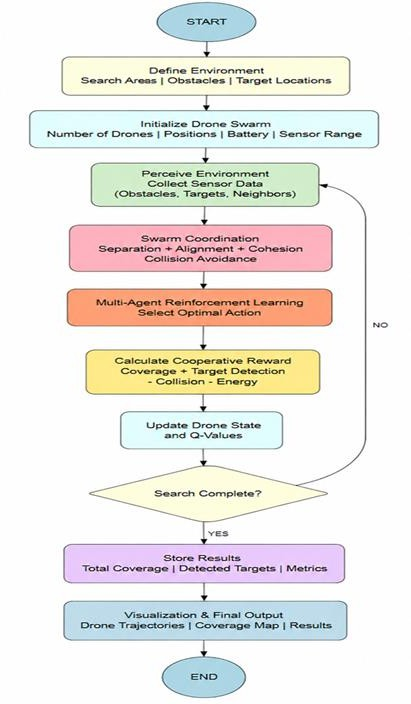 START
Define Environment
Search Areas | Obstacles | Target Locations
Initialize Drone Swarm
Number of Drones | Positions | Battery | Sensor Range
Perceive Environment
Collect Sensor Data
(Obstacles, Targets, Neighbors)
Swarm Coordination
Separation + Alignment + Cohesion
Collision Avoidance
Multi-Agent Reinforcement Learning
Select Optimal Action
Calculate Cooperative Reward
Coverage + Target Detection
- Collision - Energy
Update Drone State
and Q-Values
Search Complete?
NO
YES
Store Results
Total Coverage | Detected Targets | Metrics
Visualization & Final Output
Drone Trajectories | Coverage Map | Results
END